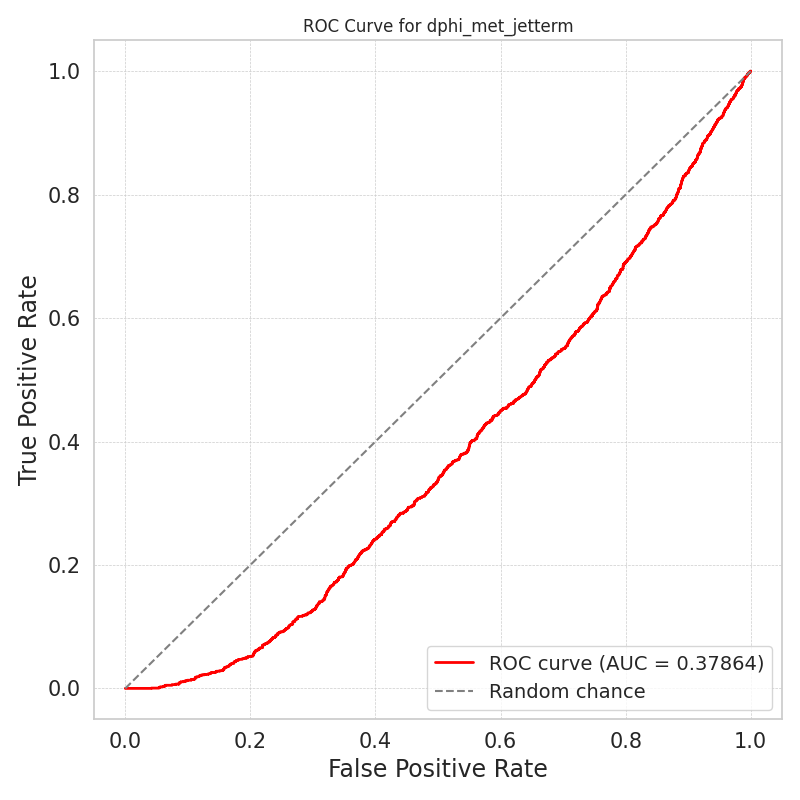 ROC Curve for dphi_met_jetterm
True Positive Rate
1.0
0.8
0.6
0.4
0.2
0.0
ROC curve (AUC = 0.37864)
Random chance
0.0 0.2 0.4 0.6 0.8 1.0
False Positive Rate